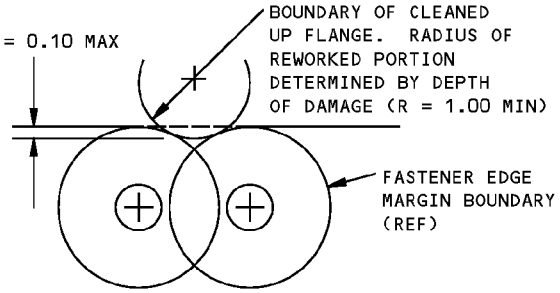 BOUNDARY OF CLEANED
UP FLANGE. RADIUS OF
REWORKED PORTION
DETERMINED BY DEPTH
OF DAMAGE (R = 1.00 MIN)
= 0.10 MAX
FASTENER EDGE
MARGIN BOUNDARY
(REF)